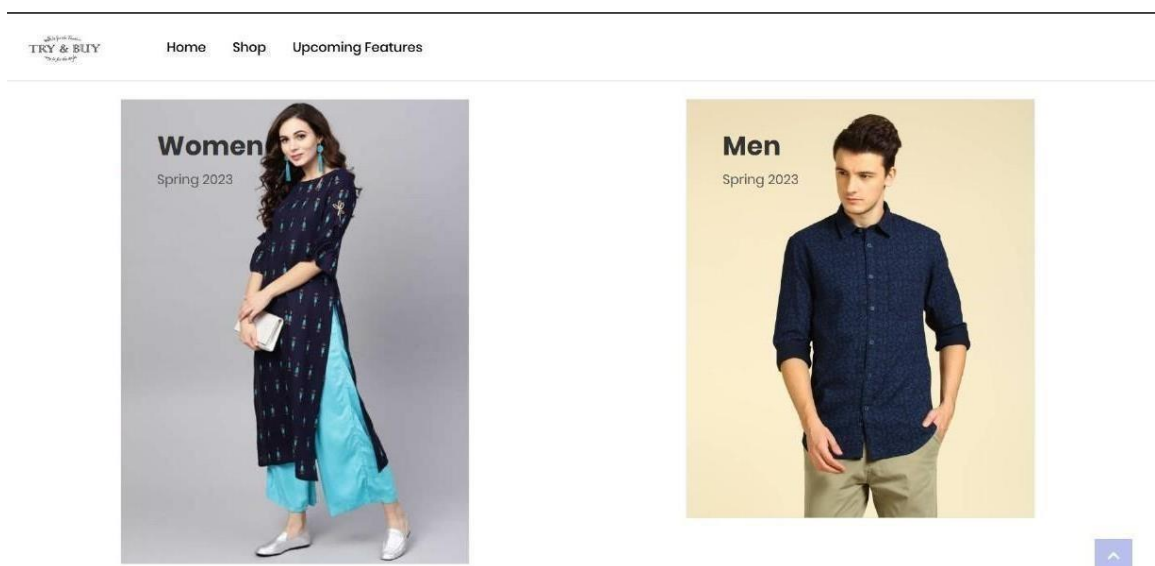 TRY & BUY
Home Shop Upcoming Features
Women
Spring 2023
Men
Spring 2023